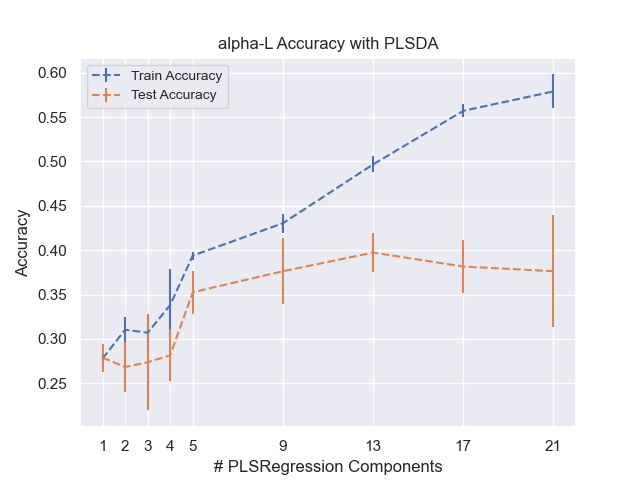 alpha-L Accuracy with PLSDA
Train Accuracy
Test Accuracy
0.60
0.55
0.50
0.45
0.40
0.35
0.30
0.25
Accuracy
1 2 3 4 5 9 13 17 21
# PLSRegression Components